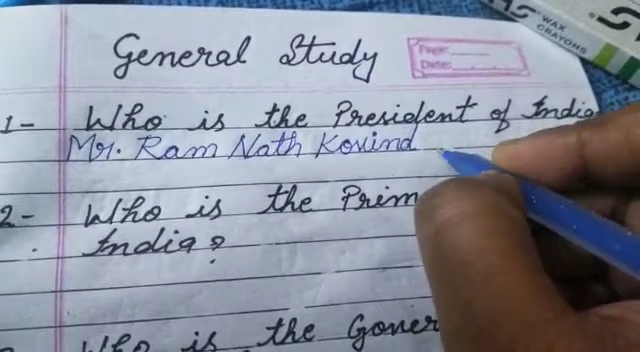 WAX
CRAYONS
General Study
Page:
Date:
1- Who is the President of India
Mr. Ram Nath Kovind
2- Who is the Prim
India?
Who is the